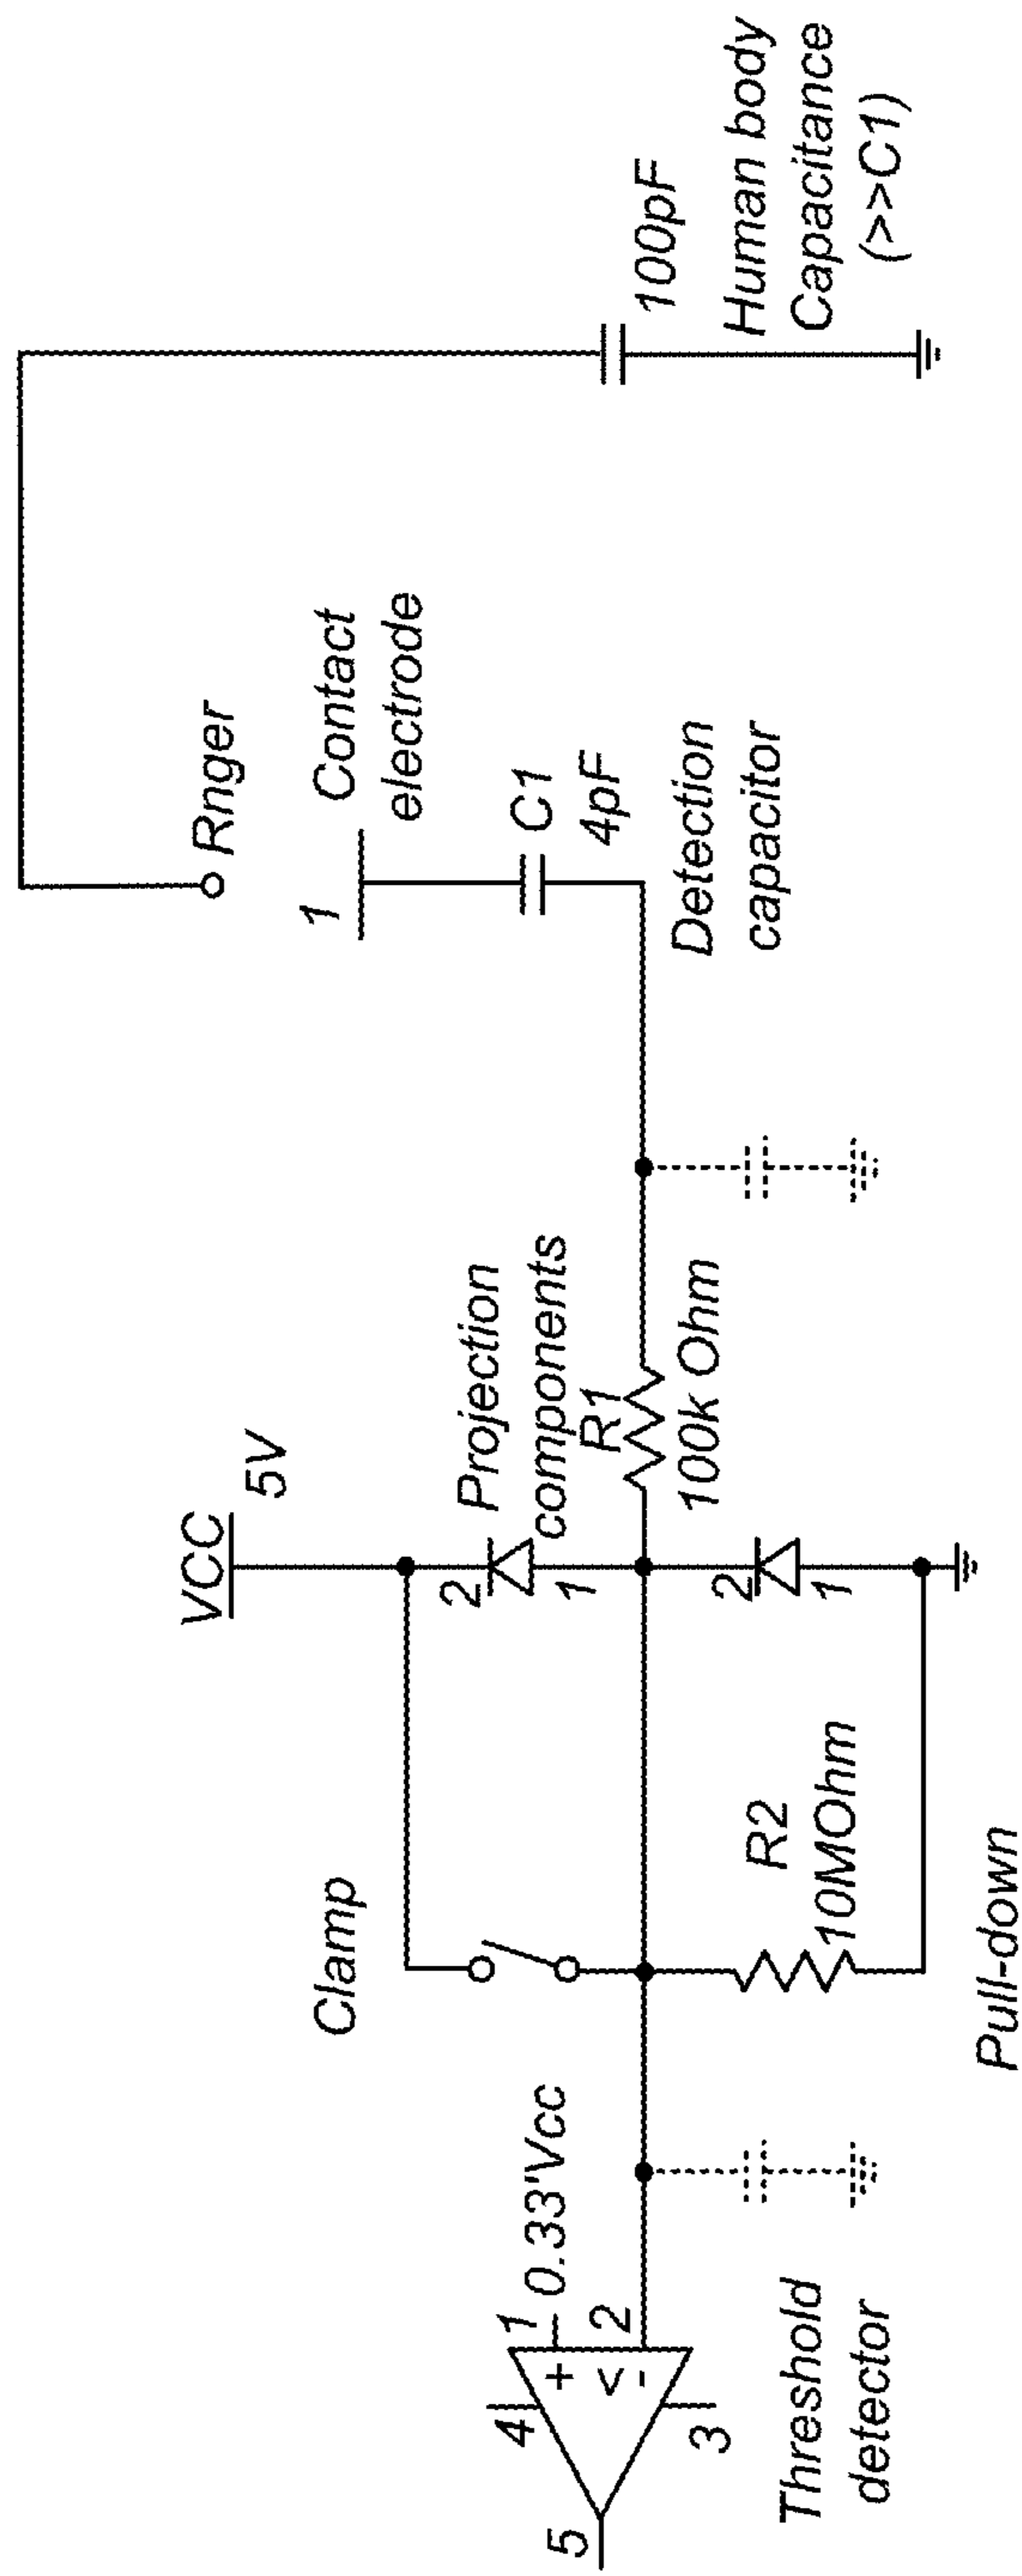 Clamp
VCC
5V
1
Rnger
Contact
electrode
0.33'Vcc
1
2
4
3
5
+
<
-
Threshold
detector
R2
10MOhm
Pull-down
2
1
2
1
Projection
components
R1
100k Ohm
C1
4pF
Detection
capacitor
100pF
Human body
Capacitance
(>>C1)